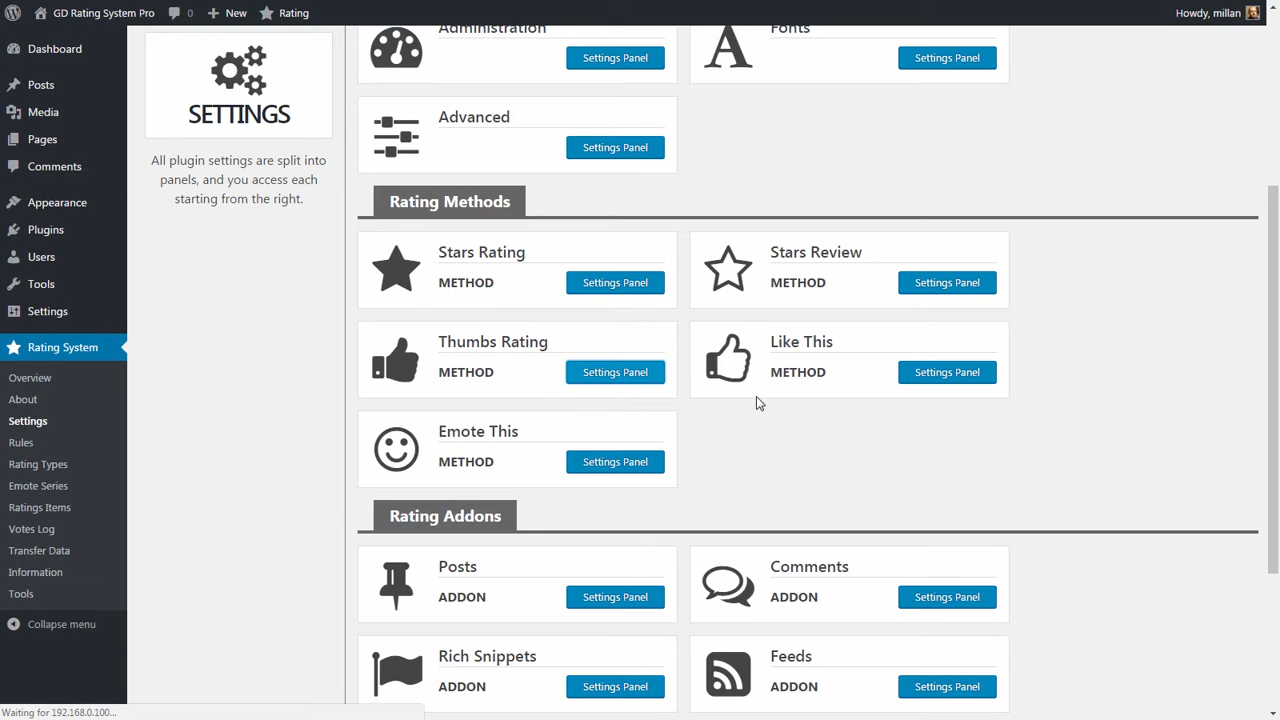 GD Rating System Pro
0
New
Rating
Howdy, millan
Dashboard
Posts
Media
Pages
Comments
Appearance
Plugins
Users
Tools
Settings
Rating System
Overview
About
Settings
Rules
Rating Types
Emote Series
Ratings Items
Votes Log
Transfer Data
Information
Tools
Collapse menu
SETTINGS
All plugin settings are split into
panels, and you access each
starting from the right.
Administration
Settings Panel
Fonts
Settings Panel
Advanced
Settings Panel
Rating Methods
Stars Rating
METHOD
Settings Panel
Stars Review
METHOD
Settings Panel
Thumbs Rating
METHOD
Settings Panel
Like This
METHOD
Settings Panel
Emote This
METHOD
Settings Panel
Rating Addons
Posts
ADDON
Settings Panel
Comments
ADDON
Settings Panel
Rich Snippets
ADDON
Settings Panel
Feeds
ADDON
Settings Panel
Waiting for 192.168.0.100...